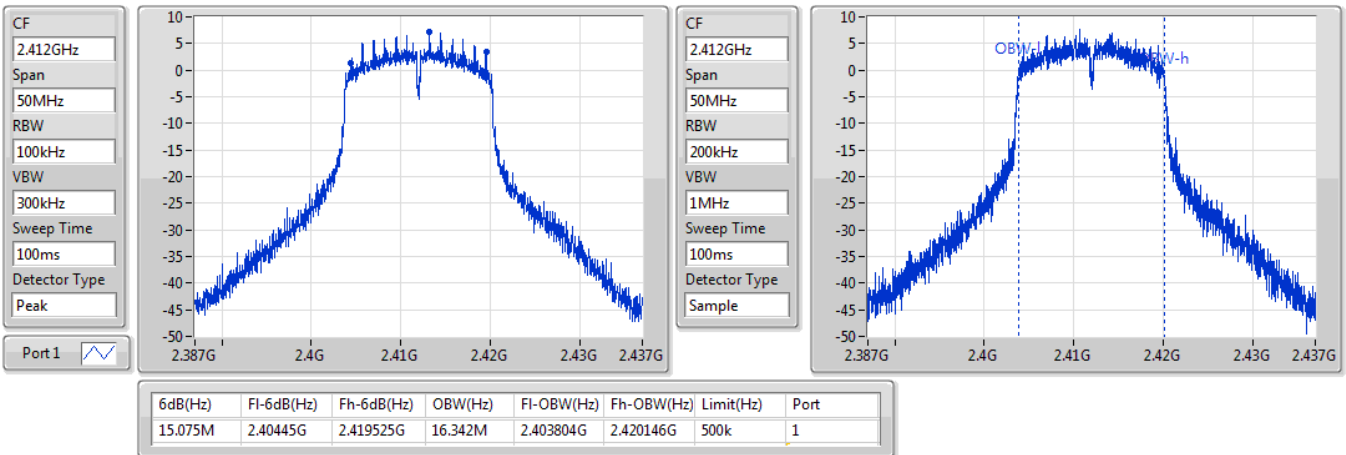 CF
2.412GHz
Span
50MHz
RBW
100kHz
VBW
300kHz
Sweep Time
100ms
Detector Type
Peak
Port 1
10
5
0
-5
-10
-15
-20
-25
-30
-35
-40
-45
-50
2.387G 2.4G 2.41G 2.42G 2.43G 2.437G
CF
2.412GHz
Span
50MHz
RBW
200kHz
VBW
1MHz
Sweep Time
100ms
Detector Type
Sample
10
5
0
-5
-10
-15
-20
-25
-30
-35
-40
-45
-50
OBW-l
OBW-h
2.387G 2.4G 2.41G 2.42G 2.43G 2.437G
6dB(Hz) Fl-6dB(Hz) Fh-6dB(Hz) OBW(Hz) Fl-OBW(Hz) Fh-OBW(Hz) Limit(Hz) Port
15.075M 2.40445G 2.419525G 16.342M 2.403804G 2.420146G 500k 1